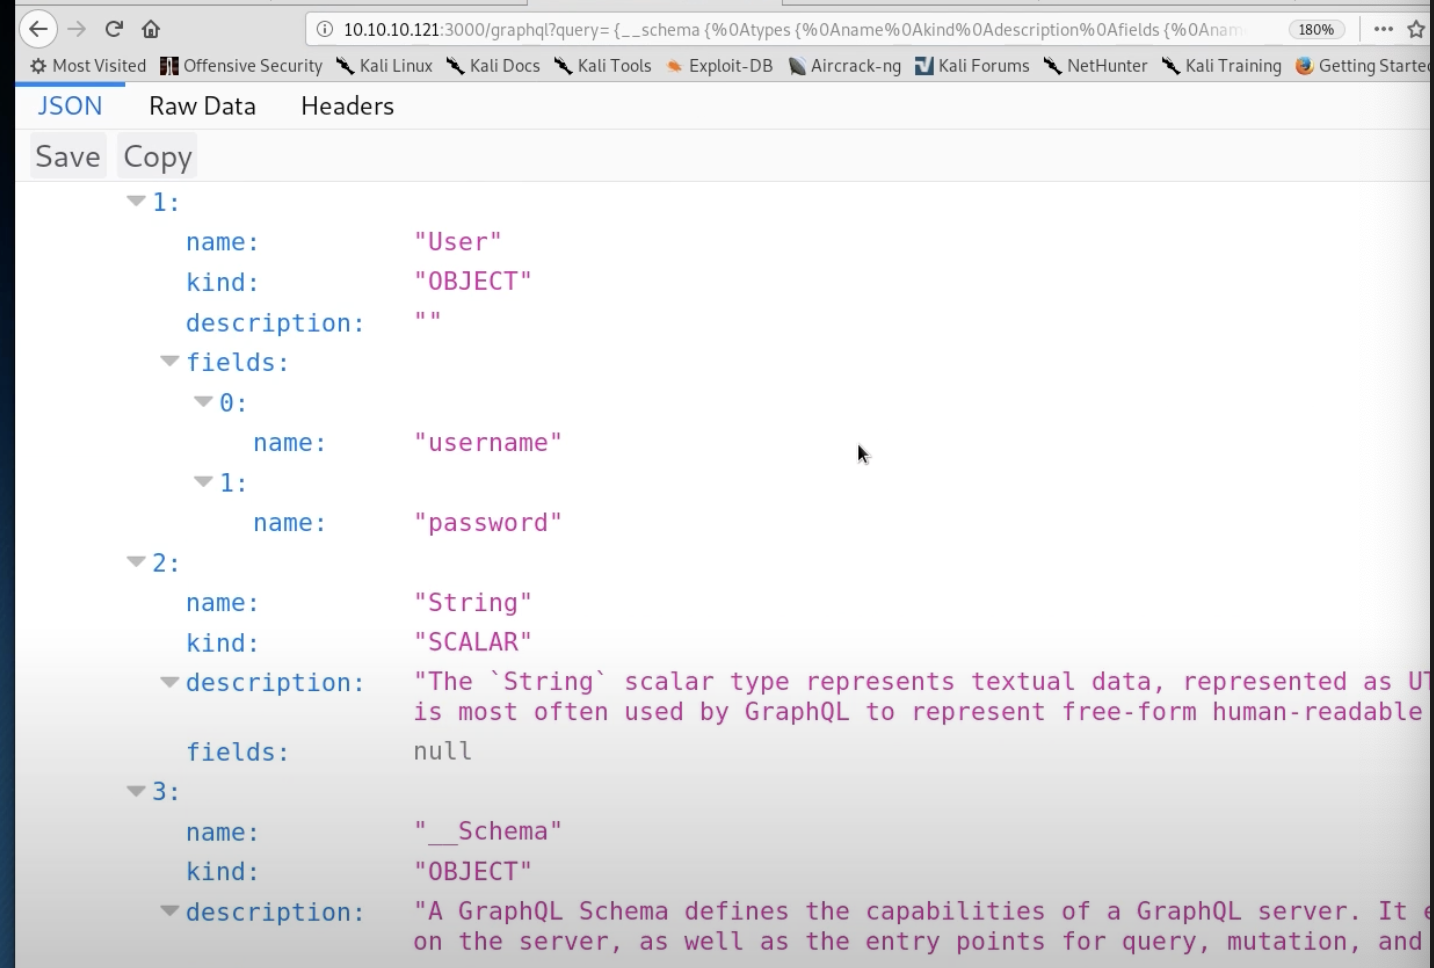 10.10.10.121:3000/graphql?query= {__schema {%0Atypes {%0Aname%0Akind%0Adescription%0Afields {%0Anam
180%
Most Visited Offensive Security Kali Linux Kali Docs Kali Tools Exploit-DB Aircrack-ng Kali Forums NetHunter Kali Training Getting Started
JSON Raw Data Headers
Save Copy
1:
name: "User"
kind: "OBJECT"
description: ""
fields:
0:
name: "username"
1:
name: "password"
2:
name: "String"
kind: "SCALAR"
description: "The `String` scalar type represents textual data, represented as UT
is most often used by GraphQL to represent free-form human-readable
fields: null
3:
name: "__Schema"
kind: "OBJECT"
description: "A GraphQL Schema defines the capabilities of a GraphQL server. It e
on the server, as well as the entry points for query, mutation, and